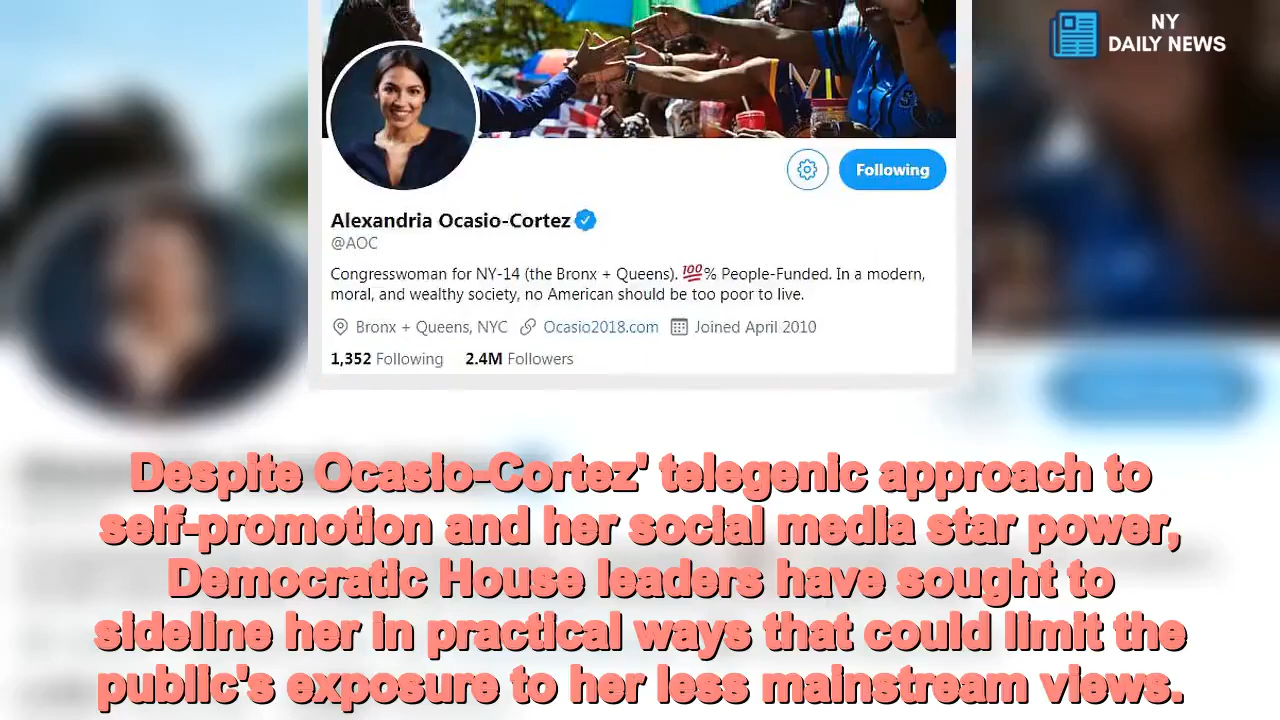 NY
DAILY NEWS
Following
Alexandria Ocasio-Cortez
@AOC
Congresswoman for NY-14 (the Bronx + Queens). 💯% People-Funded. In a modern,
moral, and wealthy society, no American should be too poor to live.
Bronx + Queens, NYC Ocasio2018.com Joined April 2010
1,352 Following 2.4M Followers
Despite Ocasio-Cortez' telegenic approach to
self-promotion and her social media star power,
Democratic House leaders have sought to
sideline her in practical ways that could limit the
public's exposure to her less mainstream views.